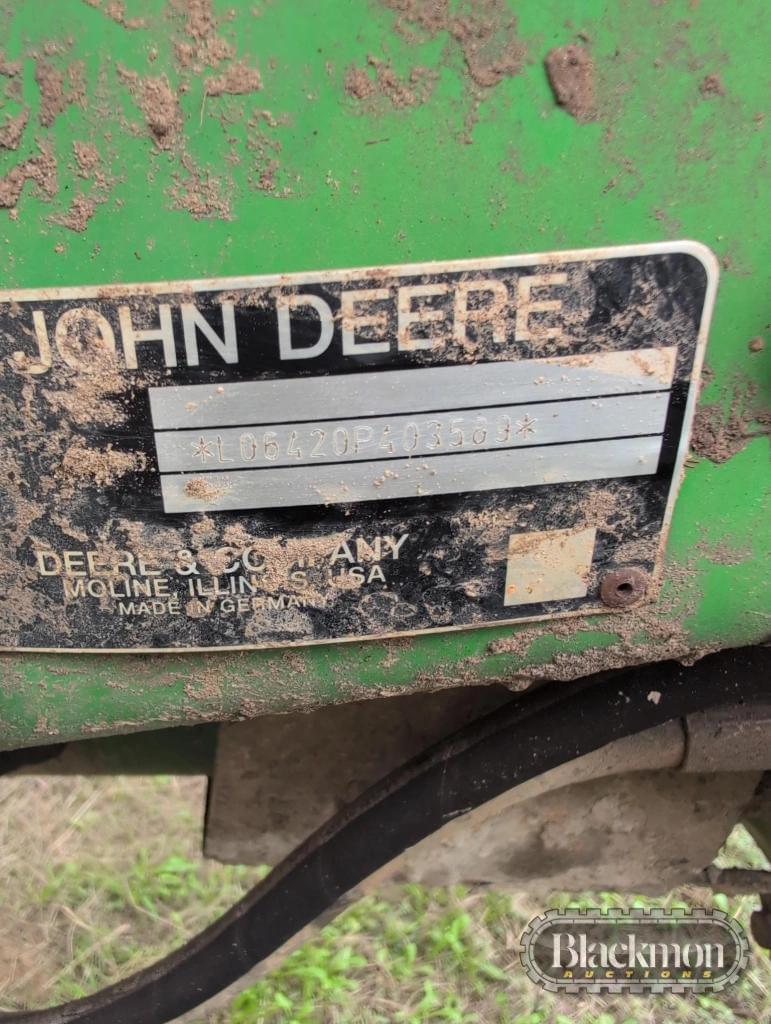 JOHN DEERE
*L06420P403589*
DEERE & COMPANY
MOLINE, ILLINOIS, USA
MADE IN GERMANY
Blackmon
AUCTIONS